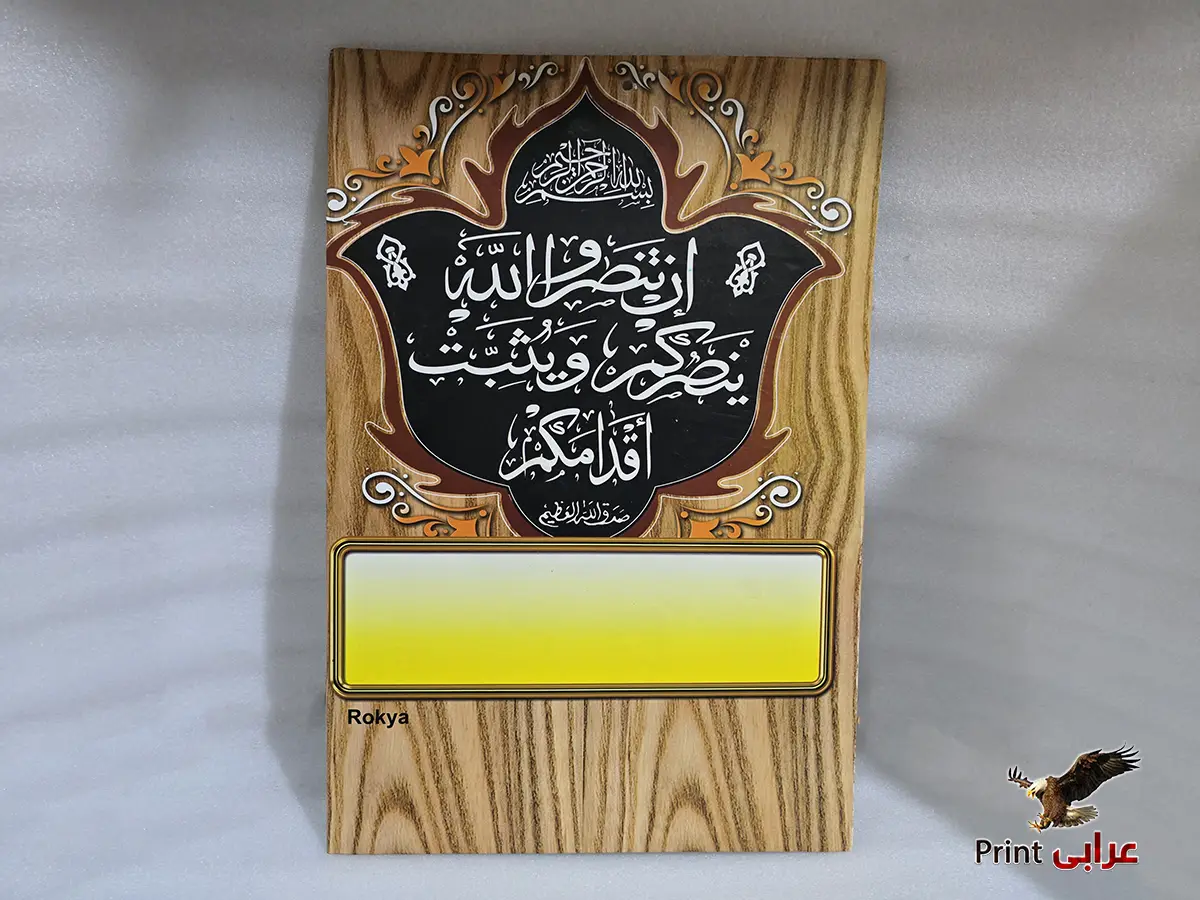 بسم الله الرحمن الرحيم
إن تنصروا الله
ينصركم ويثبت
أقدامكم
صدق الله العظيم
Rokya
Print عرابى